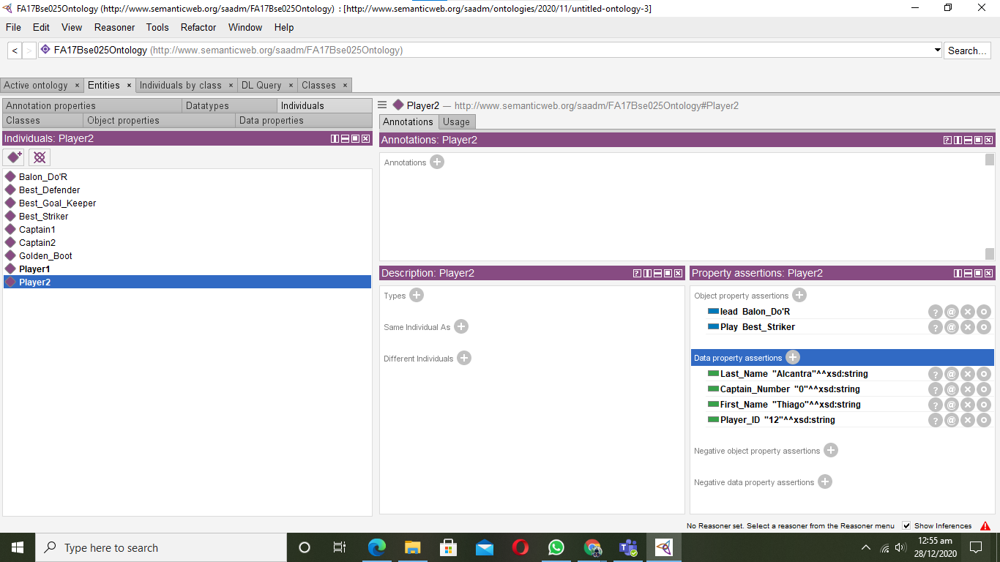 FA17Bse025Ontology (http://www.semanticweb.org/saadm/FA17Bse025Ontology) : [http://www.semanticweb.org/saadm/ontologies/2020/11/untitled-ontology-3]
File Edit View Reasoner Tools Refactor Window Help
< > FA17Bse025Ontology (http://www.semanticweb.org/saadm/FA17Bse025Ontology) Search...
Active ontology × Entities × Individuals by class × DL Query × Classes ×
Annotation properties Datatypes Individuals
Classes Object properties Data properties
Individuals: Player2
Balon_Do'R
Best_Defender
Best_Goal_Keeper
Best_Striker
Captain1
Captain2
Golden_Boot
Player1
Player2
Player2 — http://www.semanticweb.org/saadm/FA17Bse025Ontology#Player2
Annotations Usage
Annotations: Player2
Annotations
Description: Player2
Types
Same Individual As
Different Individuals
Property assertions: Player2
Object property assertions
lead Balon_Do'R
Play Best_Striker
Data property assertions
Last_Name "Alcantra"^^xsd:string
Captain_Number "0"^^xsd:string
First_Name "Thiago"^^xsd:string
Player_ID "12"^^xsd:string
Negative object property assertions
Negative data property assertions
No Reasoner set. Select a reasoner from the Reasoner menu Show Inferences
Type here to search
12:55 am
28/12/2020